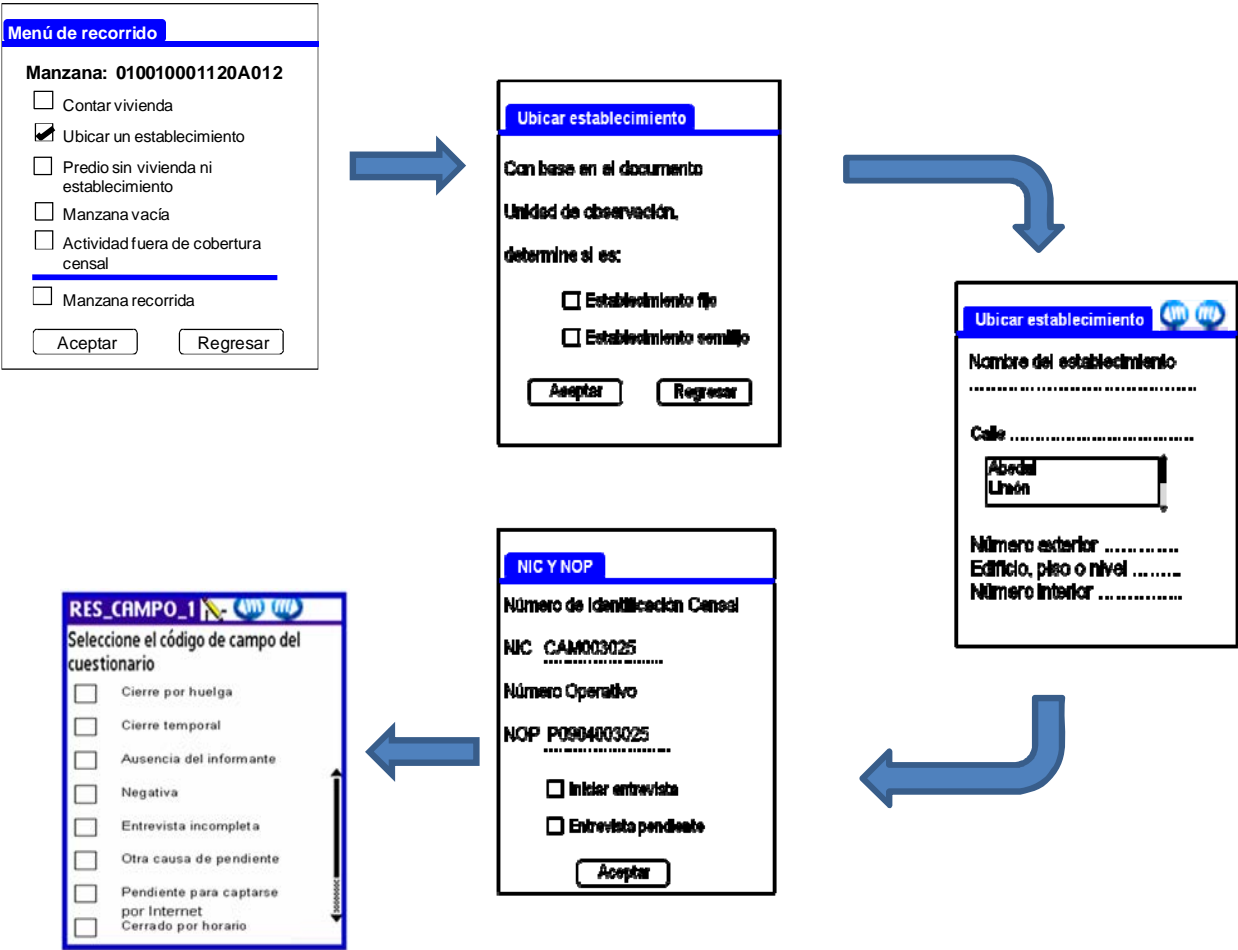 Menú de recorrido
Manzana: 010010001120A012
Contar vivienda
Ubicar un establecimiento
Predio sin vivienda ni
establecimiento
Manzana vacía
Actividad fuera de cobertura
censal
Manzana recorrida
Aceptar Regresar
Ubicar establecimiento
Con base en el documento
Unidad de observación,
determine si es:
Establecimiento fijo
Establecimiento semifijo
Aceptar Regresar
Ubicar establecimiento
Nombre del establecimiento
Calle
Abedul
Limón
Número exterior
Edificio, piso o nivel
Número interior
NIC Y NOP
Número de Identificación Censal
NIC CAM003025
Número Operativo
NOP P0904003025
Iniciar entrevista
Entrevista pendiente
Aceptar
RES_CAMPO_1
Seleccione el código de campo del
cuestionario
Cierre por huelga
Cierre temporal
Ausencia del informante
Negativa
Entrevista incompleta
Otra causa de pendiente
Pendiente para captarse
por Internet
Cerrado por horario